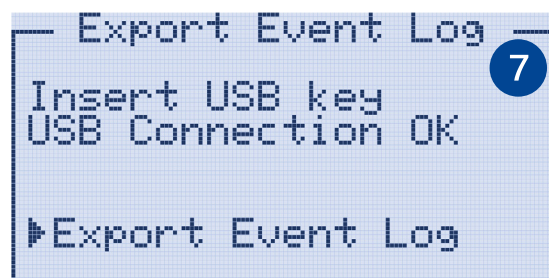 Export Event Log
7
Insert USB key
USB Connection OK
Export Event Log